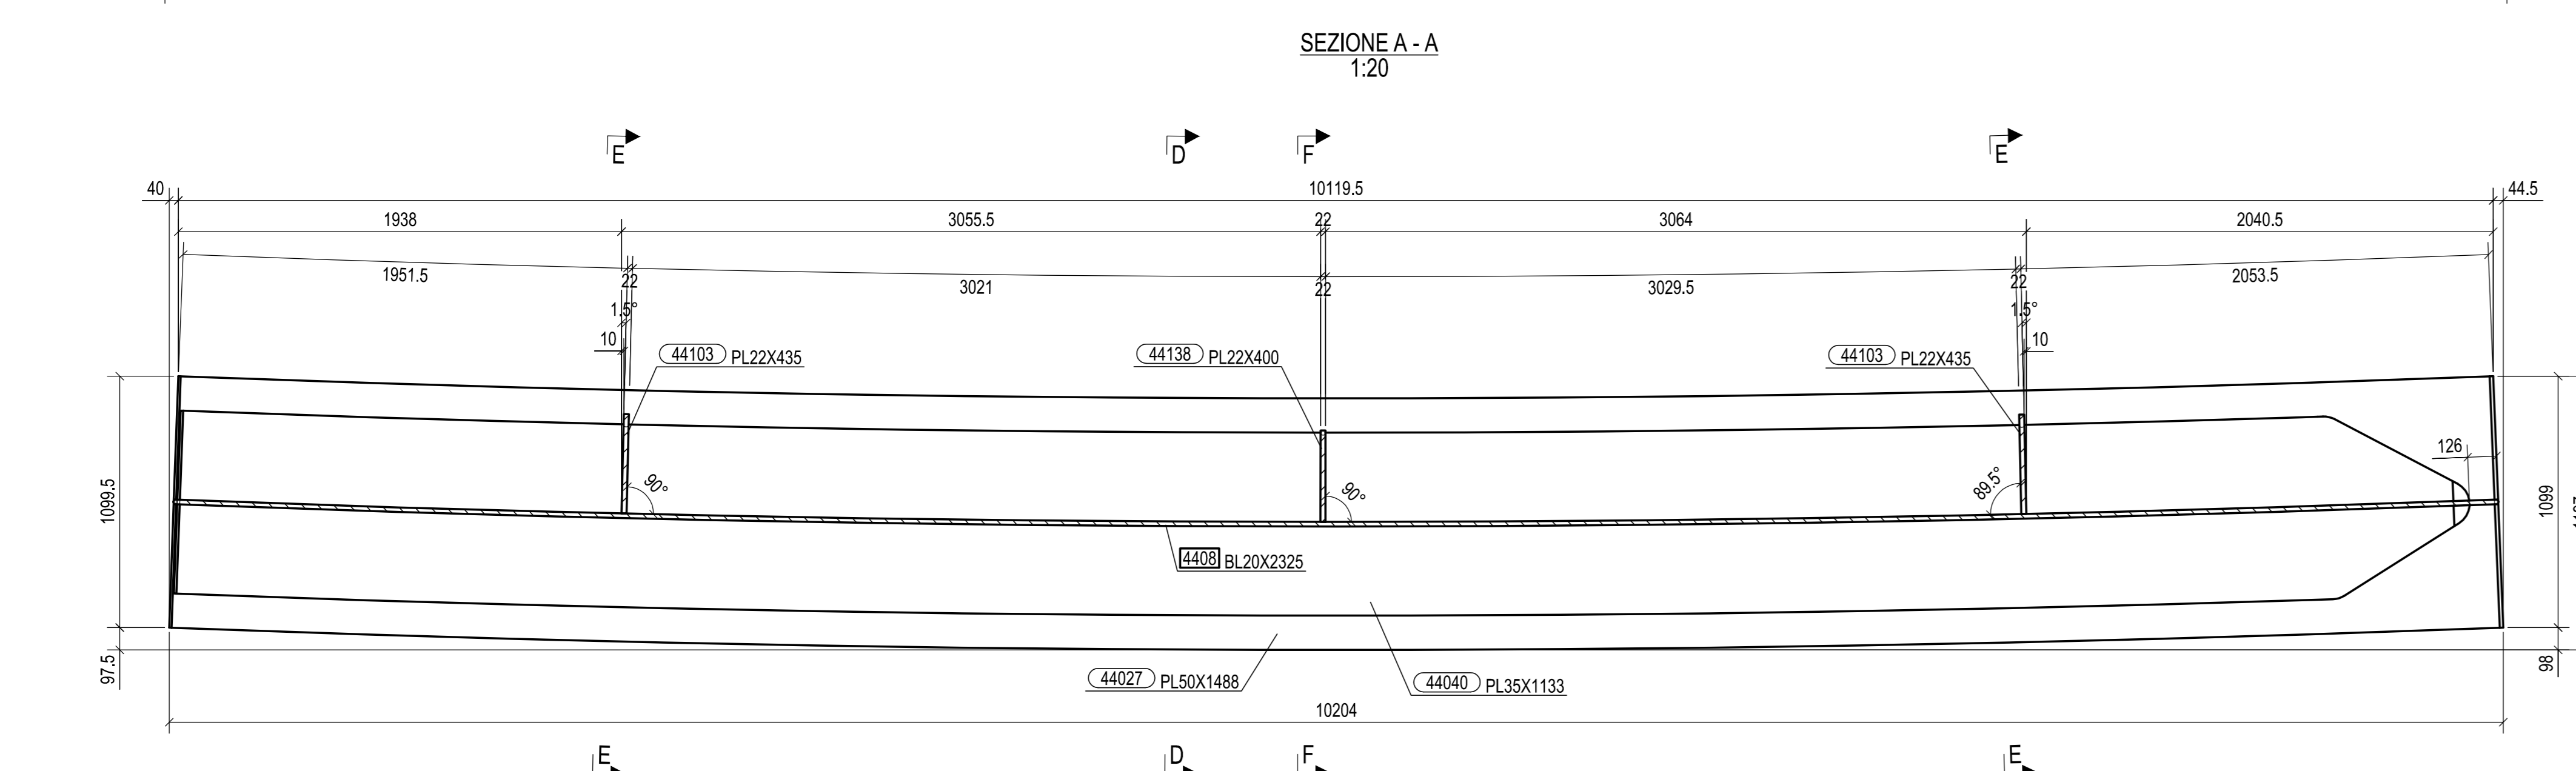 SEZIONE A - A
1:20
E D F E
40 10119.5 44.5
1938 3055.5 22 3064 2040.5
1951.5 22 3021 22 3029.5 22 2053.5
1.5° 1.5°
10 10
44103 PL22X435
44138 PL22X400
44103 PL22X435
126
90° 90° 89.5°
1099.5 1099
4408 BL20X2325
97.5 98
44027 PL50X1488
44040 PL35X1133
10204
E D F E